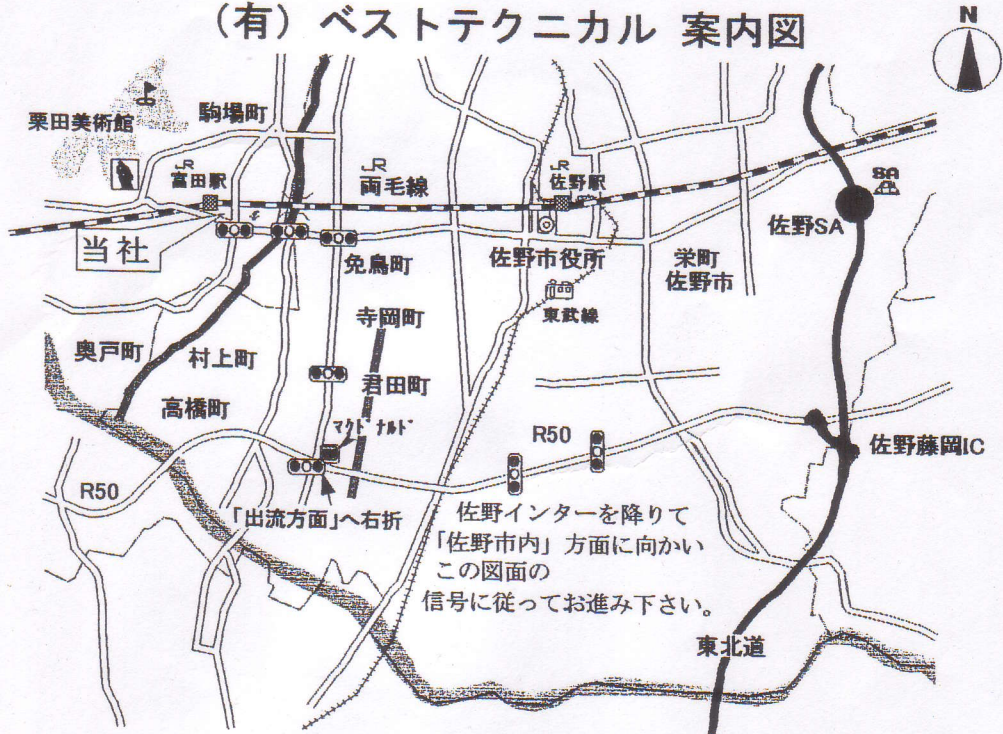 (有) ベストテクニカル 案内図
N
駒場町
栗田美術館
JR
富田駅
両毛線
JR
佐野駅
SA
佐野SA
当社
免鳥町
佐野市役所
栄町
佐野市
寺岡町
東武線
奥戸町
村上町
君田町
高橋町
マクドナルド
R50
佐野藤岡IC
R50
「出流方面」へ右折
佐野インターを降りて
「佐野市内」方面に向かい
この図面の
信号に従ってお進み下さい。
東北道